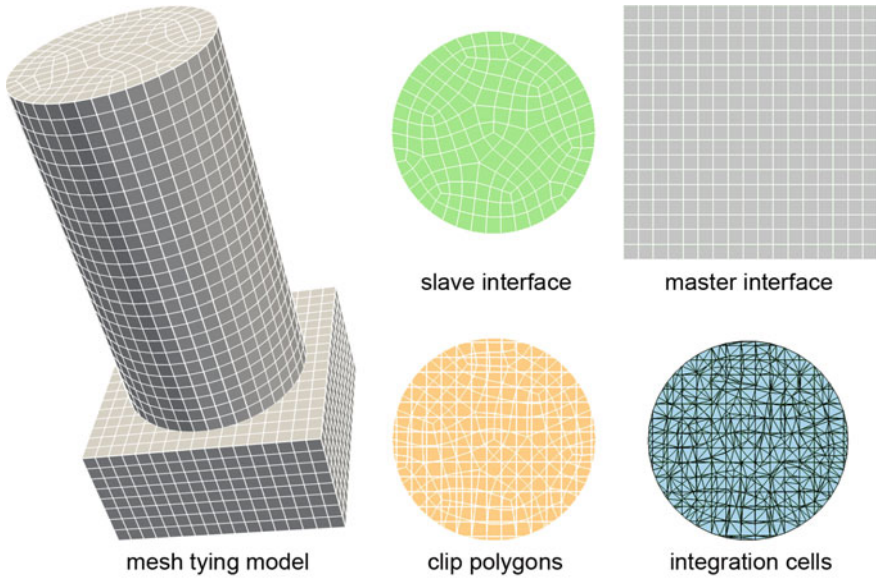 slave interface
master interface
mesh tying model
clip polygons
integration cells